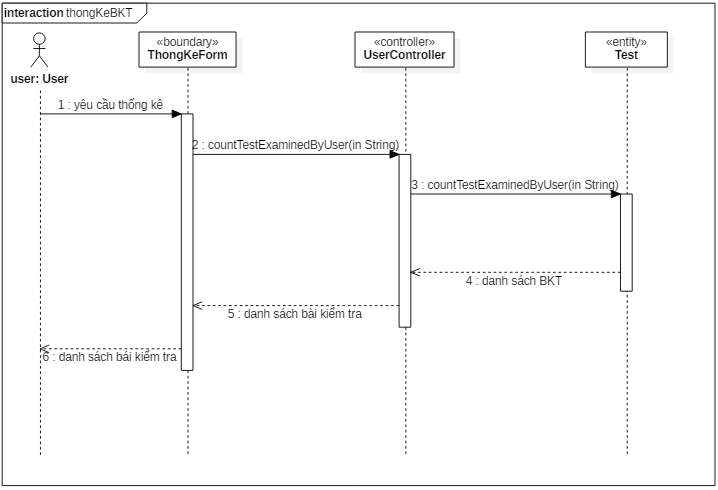 interaction thongKeBKT
user: User
«boundary»
ThongKeForm
«controller»
UserController
«entity»
Test
1 : yêu cầu thống kê
2 : countTestExaminedByUser(in String)
3 : countTestExaminedByUser(in String)
4 : danh sách BKT
5 : danh sách bài kiểm tra
6 : danh sách bái kiểm tra